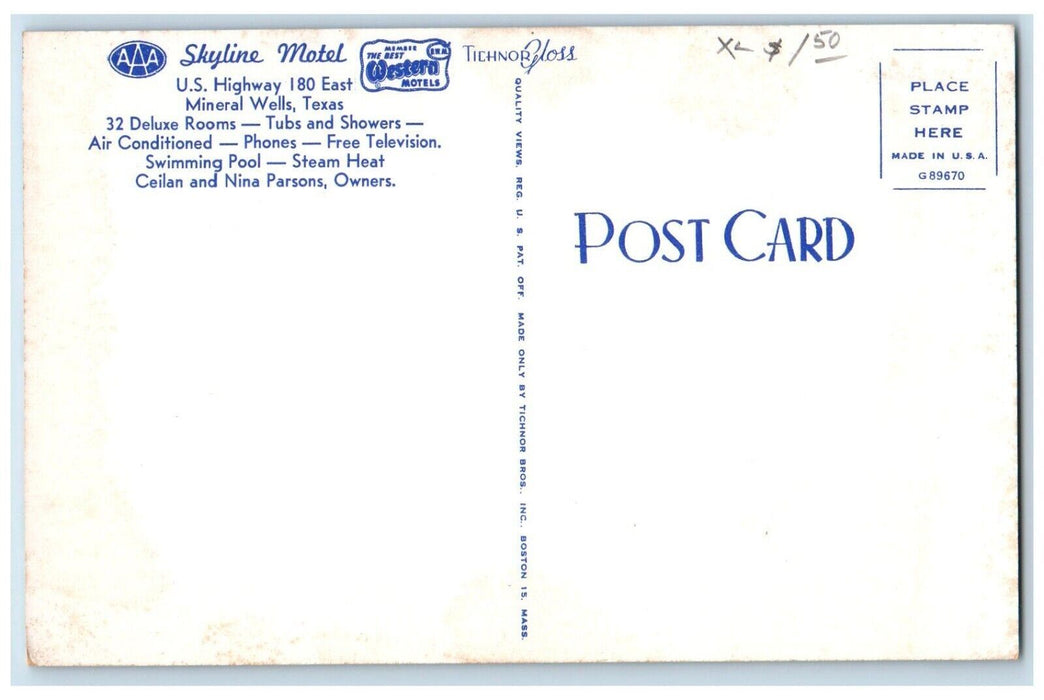 AAA Skyline Motel
MEMBER
THE BEST
Western
MOTELS
U.S. Highway 180 East
Mineral Wells, Texas
32 Deluxe Rooms — Tubs and Showers —
Air Conditioned — Phones — Free Television.
Swimming Pool — Steam Heat
Ceilan and Nina Parsons, Owners.
TICHNOR Gloss
QUALITY VIEWS. REG. U. S. PAT. OFF. MADE ONLY BY TICHNOR BROS., INC., BOSTON 15, MASS.
$1/50
PLACE
STAMP
HERE
MADE IN U.S.A.
G89670
POST CARD